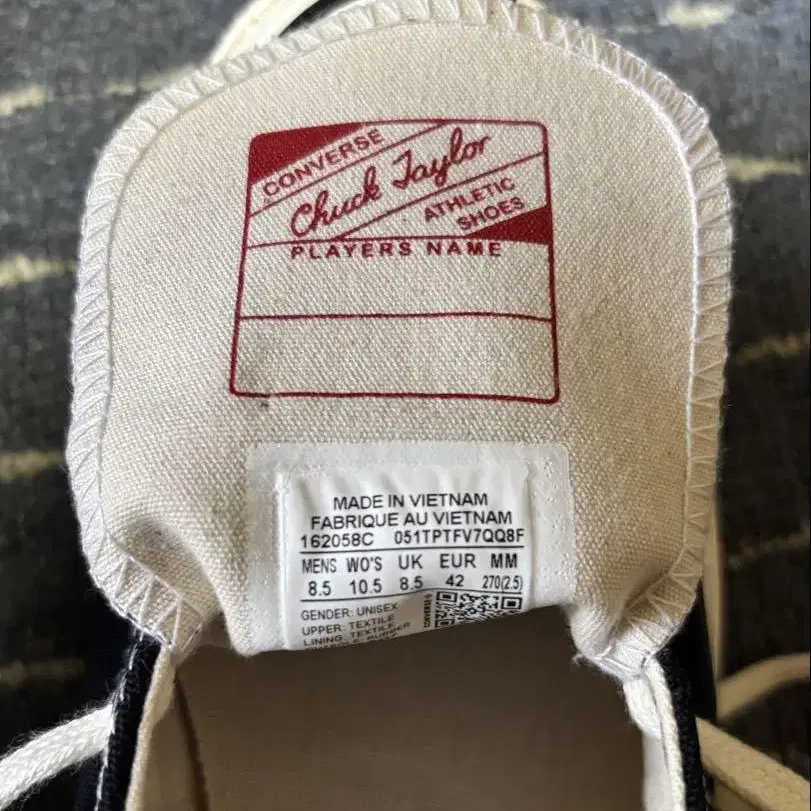 CONVERSE
Chuck Taylor
ATHLETIC
SHOES
PLAYERS NAME
MADE IN VIETNAM
FABRIQUE AU VIETNAM
162058C 051TPTFV7QQ8F
MENS WO'S UK EUR MM
8.5 10.5 8.5 42 270(2.5)
GENDER: UNISEX
UPPER: TEXTILE
LINING: TEXTILE
RUBBER